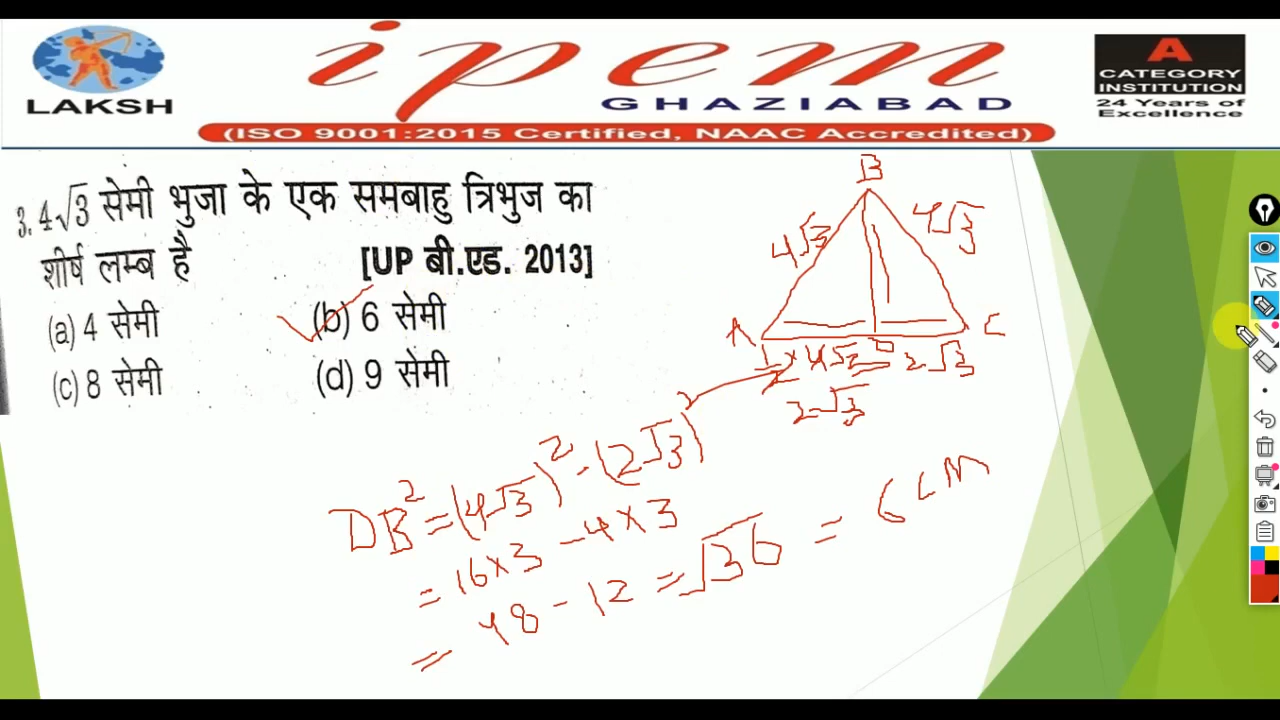 LAKSH
ipem
GHAZIABAD
(ISO 9001:2015 Certified, NAAC Accredited)
A
CATEGORY
INSTITUTION
24 Years of
Excellence
3. 4√3 सेमी भुजा के एक समबाहु त्रिभुज का
शीर्ष लम्ब है [UP बी.एड. 2013]
(a) 4 सेमी (b) 6 सेमी
(c) 8 सेमी (d) 9 सेमी
B
4√3 4√3
A C
2√3
2√3
DB² = (4√3)² - (2√3)²
= 16×3 - 4×3
= 48 - 12 = √36 = 6 CM